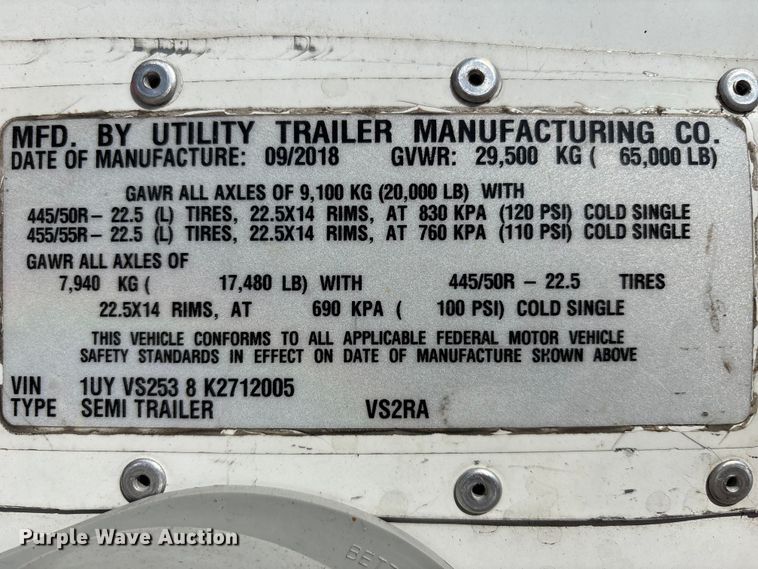 MFD. BY UTILITY TRAILER MANUFACTURING CO.
DATE OF MANUFACTURE: 09/2018 GVWR: 29,500 KG ( 65,000 LB)
GAWR ALL AXLES OF 9,100 KG (20,000 LB) WITH
445/50R- 22.5 (L) TIRES, 22.5X14 RIMS, AT 830 KPA (120 PSI) COLD SINGLE
455/55R- 22.5 (L) TIRES, 22.5X14 RIMS, AT 760 KPA (110 PSI) COLD SINGLE
GAWR ALL AXLES OF
7,940 KG ( 17,480 LB) WITH 445/50R - 22.5 TIRES
22.5X14 RIMS, AT 690 KPA ( 100 PSI) COLD SINGLE
THIS VEHICLE CONFORMS TO ALL APPLICABLE FEDERAL MOTOR VEHICLE
SAFETY STANDARDS IN EFFECT ON DATE OF MANUFACTURE SHOWN ABOVE
VIN 1UY VS253 8 K2712005
TYPE SEMI TRAILER VS2RA
Purple Wave Auction